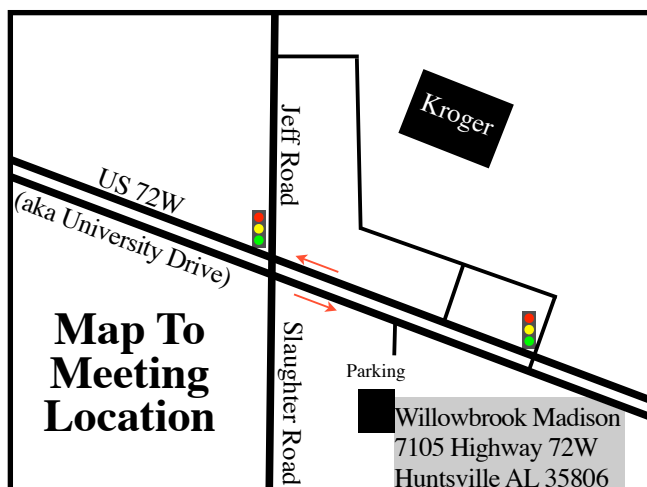 Kroger
Jeff Road
US 72W
(aka University Drive)
Map To
Meeting
Location
Slaughter Road
Parking
Willowbrook Madison
7105 Highway 72W
Huntsville AL 35806